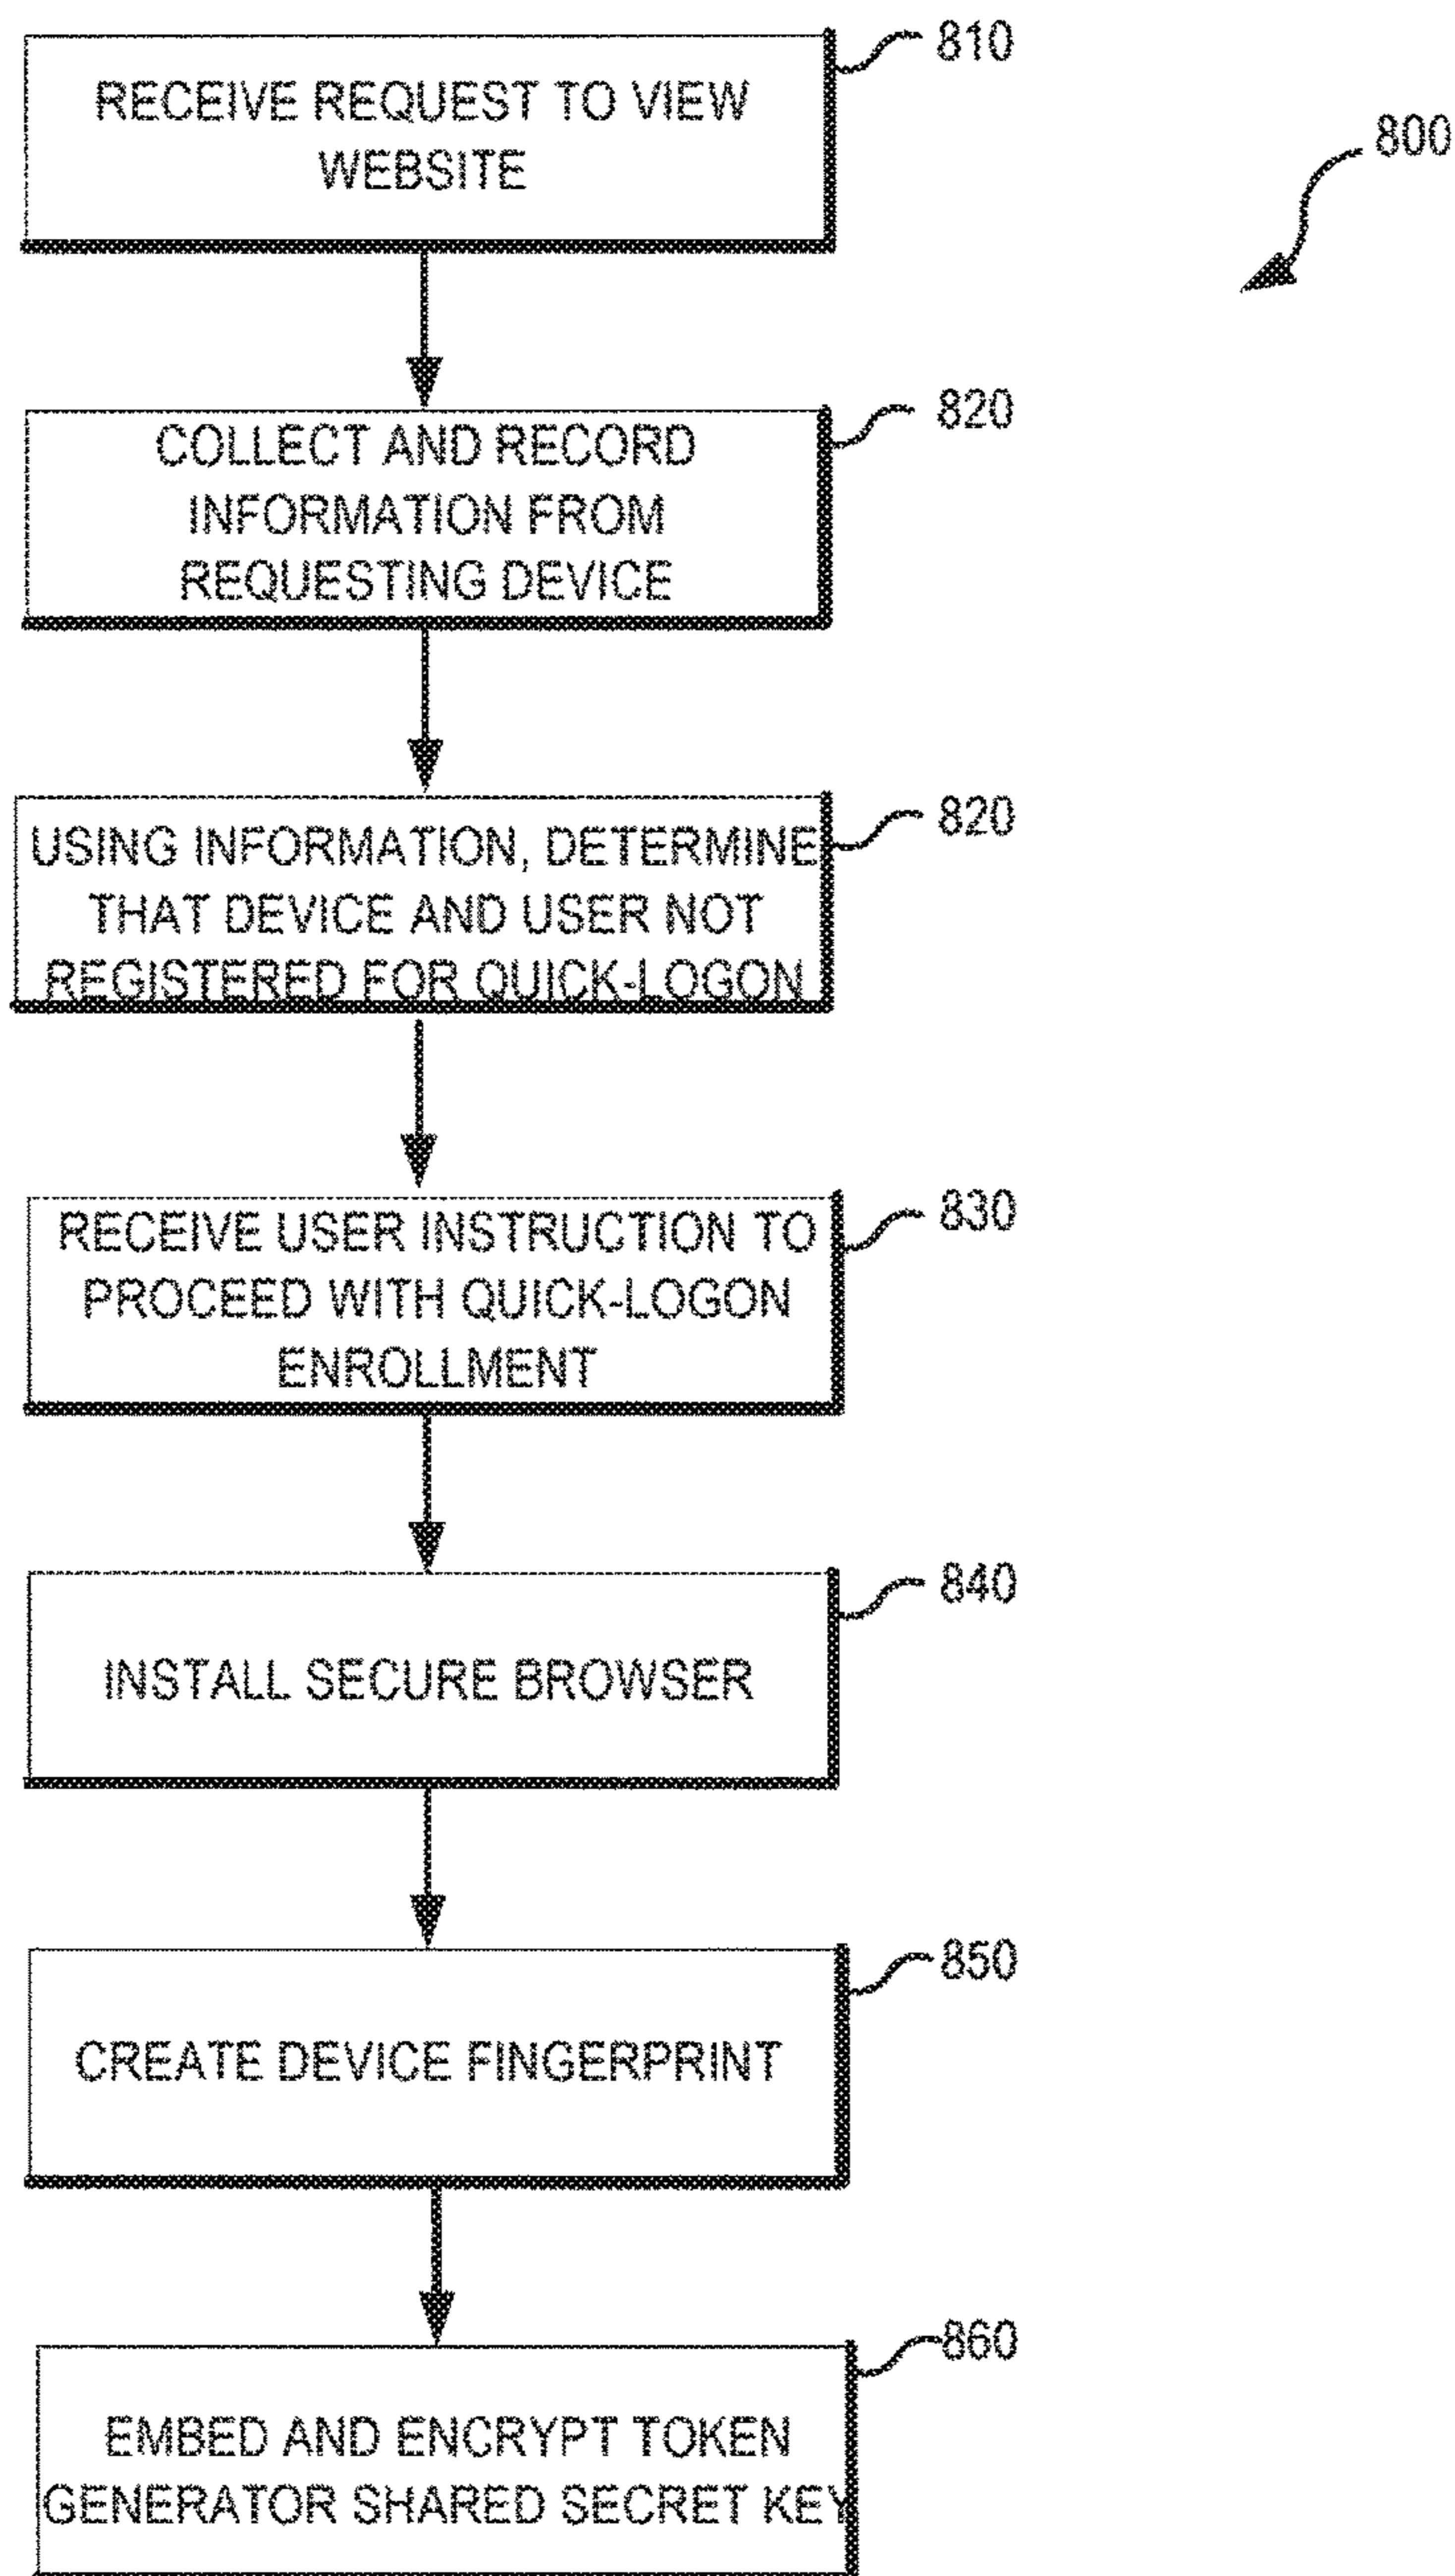 RECEIVE REQUEST TO VIEW
WEBSITE
810
800
COLLECT AND RECORD
INFORMATION FROM
REQUESTING DEVICE
820
USING INFORMATION, DETERMINE
THAT DEVICE AND USER NOT
REGISTERED FOR QUICK-LOGON
820
RECEIVE USER INSTRUCTION TO
PROCEED WITH QUICK-LOGON
ENROLLMENT
830
INSTALL SECURE BROWSER
840
CREATE DEVICE FINGERPRINT
850
EMBED AND ENCRYPT TOKEN
GENERATOR SHARED SECRET KEY
860